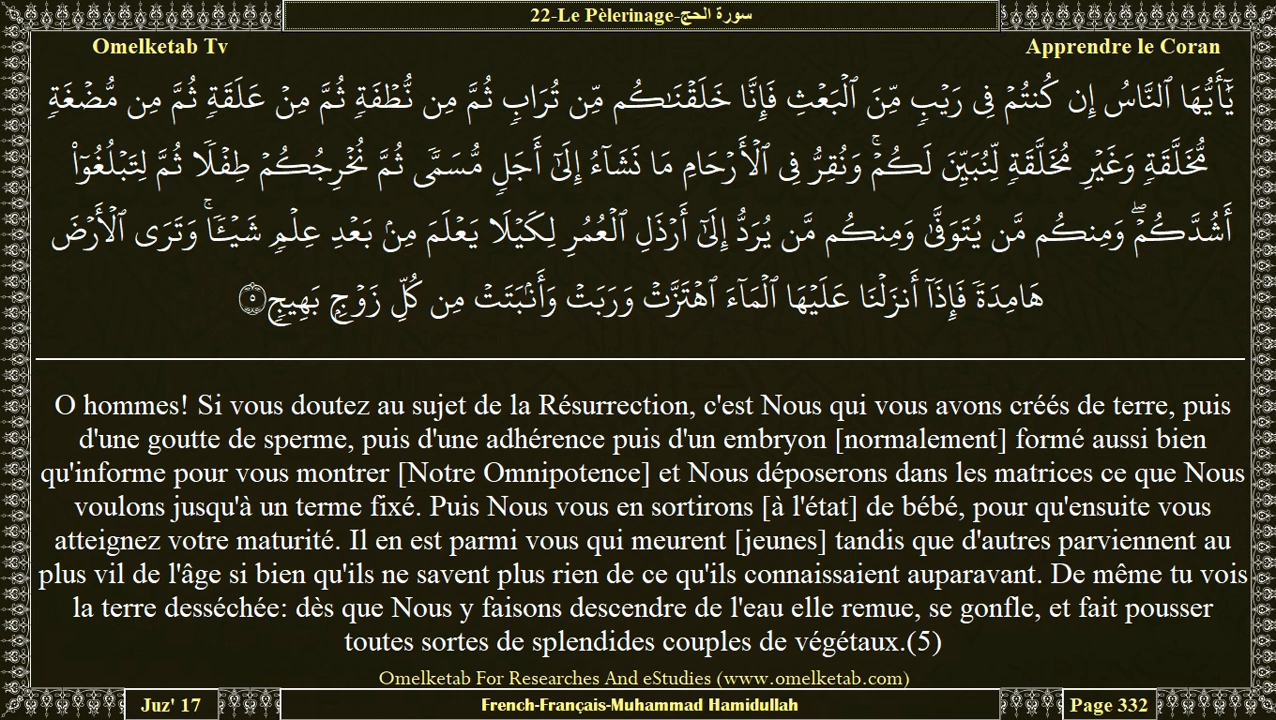 22-Le Pèlerinage-سورة الحج
Omelketab Tv
Apprendre le Coran
يَٰٓأَيُّهَا ٱلنَّاسُ إِن كُنتُمْ فِى رَيْبٍ مِّنَ ٱلْبَعْثِ فَإِنَّا خَلَقْنَٰكُم مِّن تُرَابٍ ثُمَّ مِن نُّطْفَةٍ ثُمَّ مِنْ عَلَقَةٍ ثُمَّ مِن مُّضْغَةٍ
مُّخَلَّقَةٍ وَغَيْرِ مُخَلَّقَةٍ لِّنُبَيِّنَ لَكُمْ ۚ وَنُقِرُّ فِى ٱلْأَرْحَامِ مَا نَشَآءُ إِلَىٰٓ أَجَلٍ مُّسَمًّى ثُمَّ نُخْرِجُكُمْ طِفْلًا ثُمَّ لِتَبْلُغُوٓا۟
أَشُدَّكُمْ ۖ وَمِنكُم مَّن يُتَوَفَّىٰ وَمِنكُم مَّن يُرَدُّ إِلَىٰٓ أَرْذَلِ ٱلْعُمُرِ لِكَيْلَا يَعْلَمَ مِنۢ بَعْدِ عِلْمٍ شَيْـًٔا ۚ وَتَرَى ٱلْأَرْضَ
هَامِدَةً فَإِذَآ أَنزَلْنَا عَلَيْهَا ٱلْمَآءَ ٱهْتَزَّتْ وَرَبَتْ وَأَنۢبَتَتْ مِن كُلِّ زَوْجٍۭ بَهِيجٍ ٥
O hommes! Si vous doutez au sujet de la Résurrection, c'est Nous qui vous avons créés de terre, puis
d'une goutte de sperme, puis d'une adhérence puis d'un embryon [normalement] formé aussi bien
qu'informe pour vous montrer [Notre Omnipotence] et Nous déposerons dans les matrices ce que Nous
voulons jusqu'à un terme fixé. Puis Nous vous en sortirons [à l'état] de bébé, pour qu'ensuite vous
atteignez votre maturité. Il en est parmi vous qui meurent [jeunes] tandis que d'autres parviennent au
plus vil de l'âge si bien qu'ils ne savent plus rien de ce qu'ils connaissaient auparavant. De même tu vois
la terre desséchée: dès que Nous y faisons descendre de l'eau elle remue, se gonfle, et fait pousser
toutes sortes de splendides couples de végétaux.(5)
Omelketab For Researches And eStudies (www.omelketab.com)
Juz' 17
French-Français-Muhammad Hamidullah
Page 332